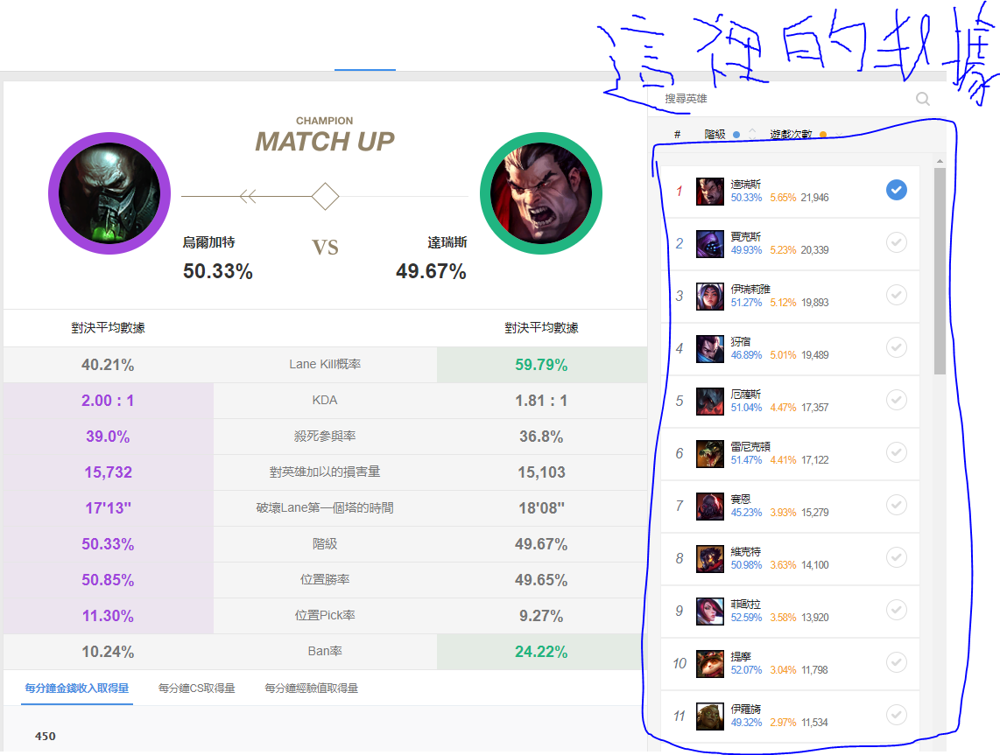 這裡的數據
搜尋英雄
# 階級 遊戲次數
CHAMPION
MATCH UP
烏爾加特
50.33%
VS
達瑞斯
49.67%
對決平均數據 對決平均數據
40.21% Lane Kill概率 59.79%
2.00 : 1 KDA 1.81 : 1
39.0% 殺死參與率 36.8%
15,732 對英雄加以的損害量 15,103
17'13" 破壞Lane第一個塔的時間 18'08"
50.33% 階級 49.67%
50.85% 位置勝率 49.65%
11.30% 位置Pick率 9.27%
10.24% Ban率 24.22%
每分鐘金錢收入取得量 每分鐘CS取得量 每分鐘經驗值取得量
450
1 達瑞斯
50.33% 5.65% 21,946
2 賈克斯
49.93% 5.23% 20,339
3 伊瑞莉雅
51.27% 5.12% 19,893
4 犽宿
46.89% 5.01% 19,489
5 厄薩斯
51.04% 4.47% 17,357
6 雷尼克頓
51.47% 4.41% 17,122
7 賽恩
45.23% 3.93% 15,279
8 維克特
50.98% 3.63% 14,100
9 菲歐拉
52.59% 3.58% 13,920
10 提摩
52.07% 3.04% 11,798
11 伊羅旖
49.32% 2.97% 11,534